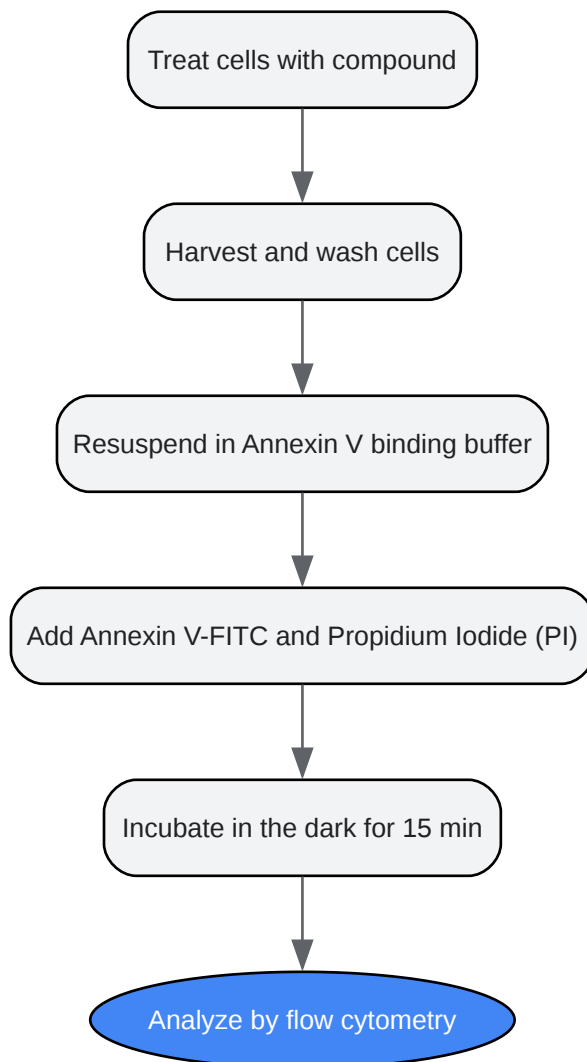 Treat cells with compound
Harvest and wash cells
Resuspend in Annexin V binding buffer
Add Annexin V-FITC and Propidium Iodide (PI)
Incubate in the dark for 15 min
Analyze by flow cytometry